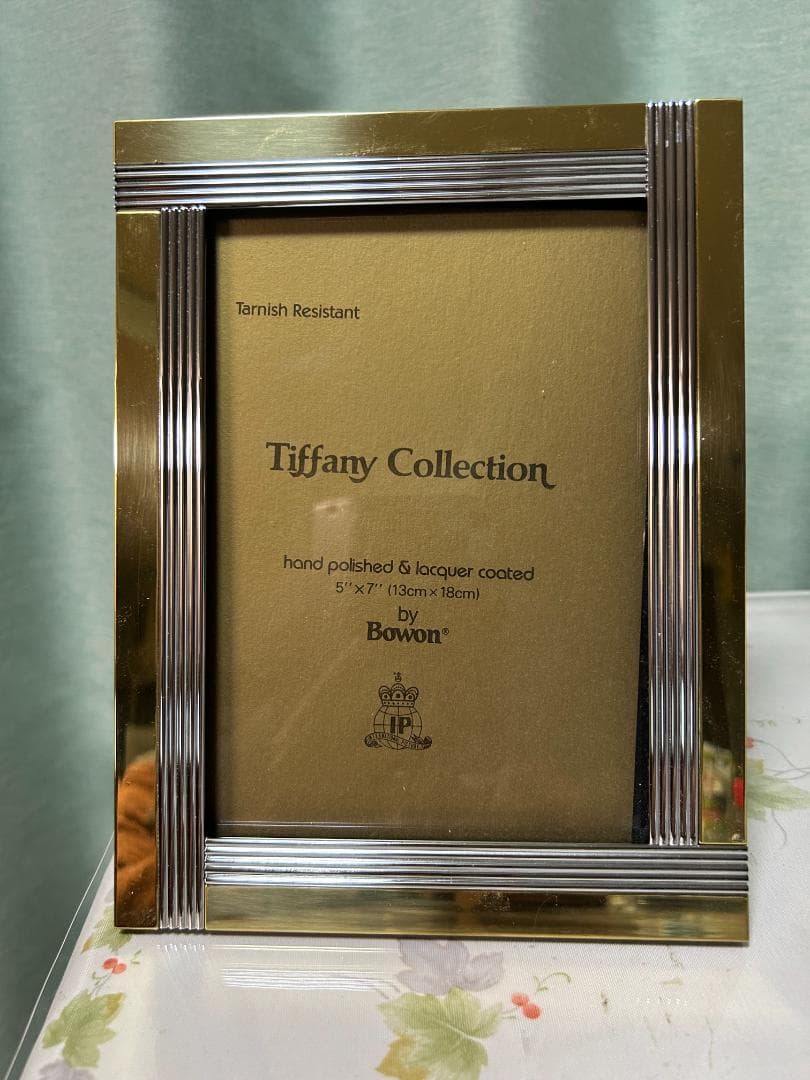 Tarnish Resistant
Tiffany Collection
hand polished & lacquer coated
5''×7'' (13cm×18cm)
by
Bowon®
IP